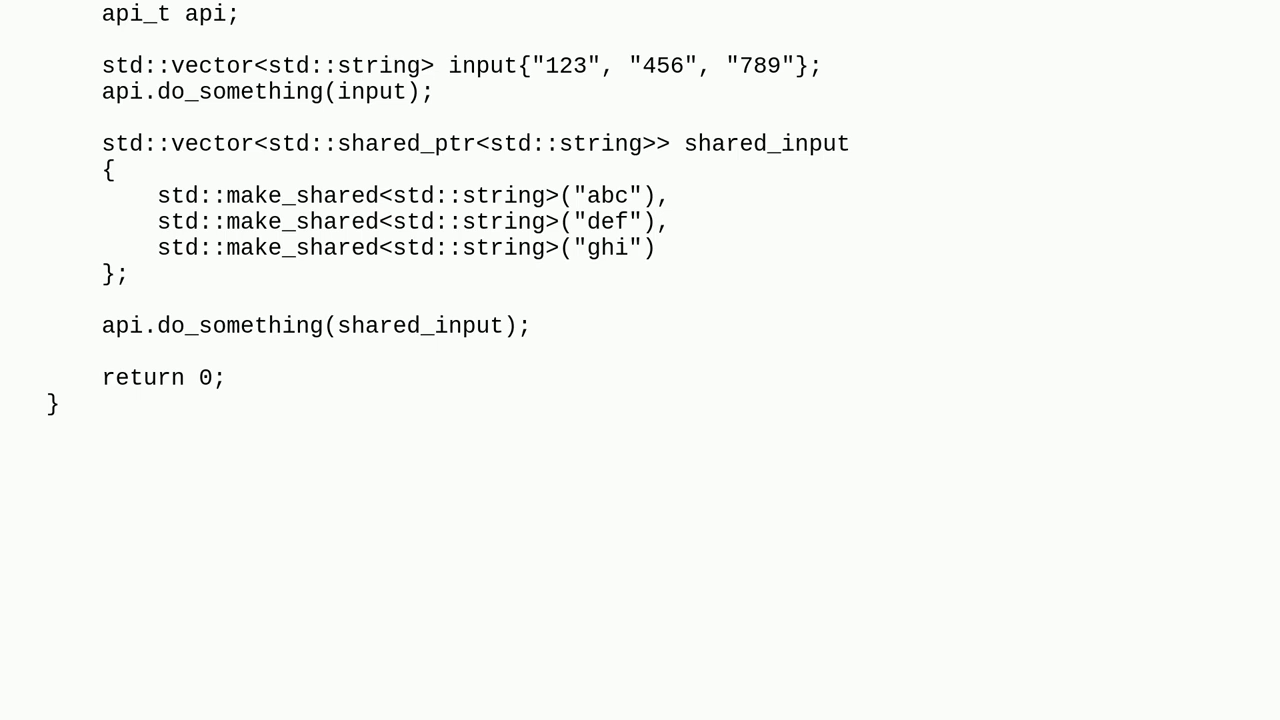 api_t api;
std::vector<std::string> input{"123", "456", "789"};
api.do_something(input);
std::vector<std::shared_ptr<std::string>> shared_input
{
std::make_shared<std::string>("abc"),
std::make_shared<std::string>("def"),
std::make_shared<std::string>("ghi")
};
api.do_something(shared_input);
return 0;
}